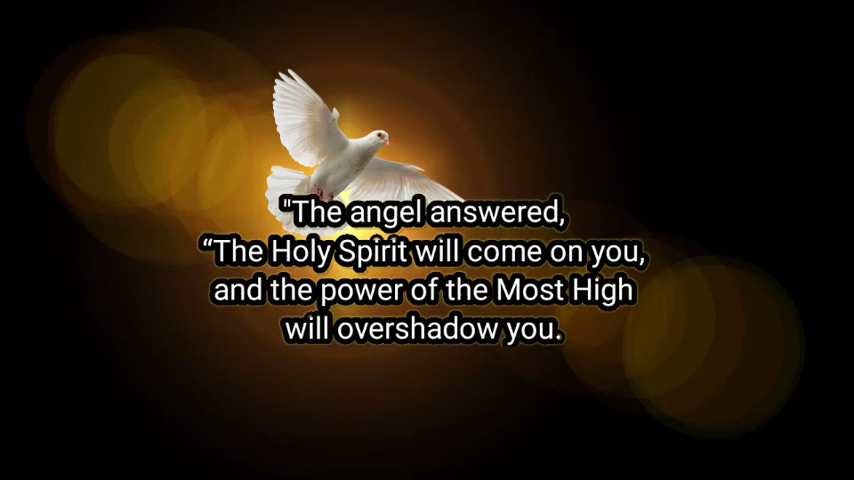 "The angel answered,
“The Holy Spirit will come on you,
and the power of the Most High
will overshadow you.